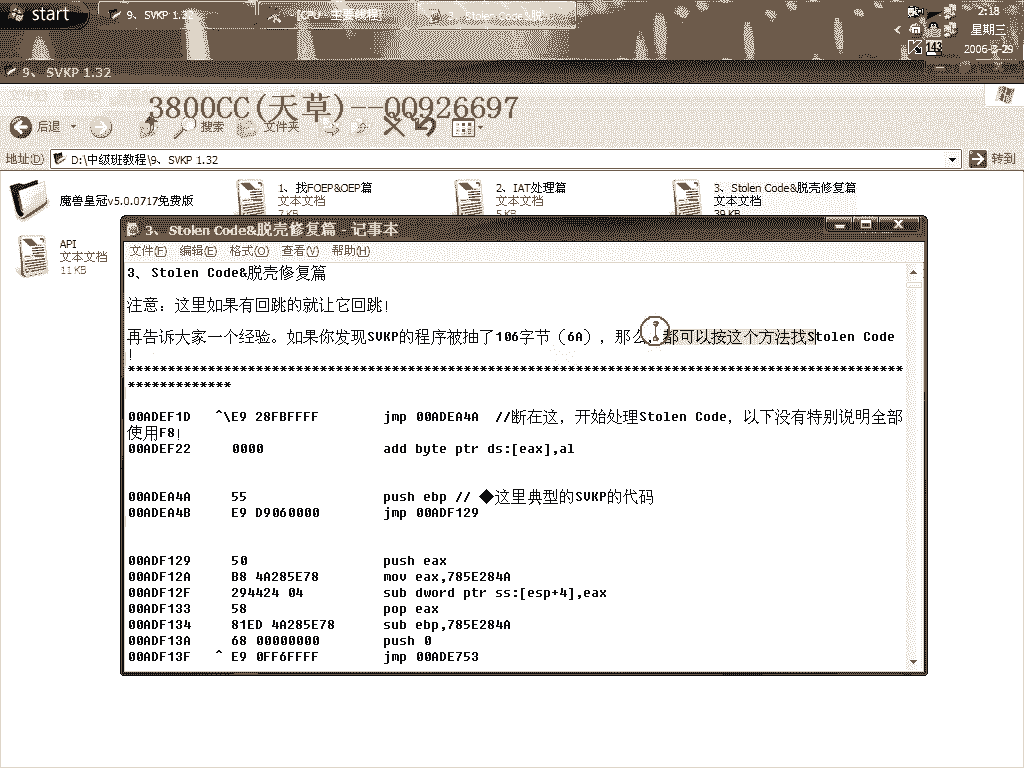 start
9、 SVKP 1.32
[CPU - 主要线程]
3、Stolen Code&脱
2:18
星期三
2006-3-29
143
9、 SVKP 1.32
3800CC(天草)--QQ926697
后退
搜索
文件夹
地址(D)
D:\中级班教程\9、SVKP 1.32
转到
魔兽皇冠v5.0.0717免费版
1、找FOEP&OEP篇
文本文档
7 KB
2、IAT处理篇
文本文档
5 KB
3、Stolen Code&脱壳修复篇
文本文档
39 KB
API
文本文档
11 KB
3、Stolen Code&脱壳修复篇 - 记事本
文件(F) 编辑(E) 格式(O) 查看(V) 帮助(H)
3、Stolen Code&脱壳修复篇
注意：这里如果有回跳的就让它回跳!
再告诉大家一个经验。如果你发现SVKP的程序被抽了106字节（6A），那么，都可以按这个方法找Stolen Code
!
*************************************************************************************************
*************
00ADEF1D ^\E9 28FBFFFF jmp 00ADEA4A //断在这，开始处理Stolen Code，以下没有特别说明全部
使用F8!
00ADEF22 0000 add byte ptr ds:[eax],al
00ADEA4A 55 push ebp // ◆这里典型的SVKP的代码
00ADEA4B E9 D9060000 jmp 00ADF129
00ADF129 50 push eax
00ADF12A B8 4A285E78 mov eax,785E284A
00ADF12F 294424 04 sub dword ptr ss:[esp+4],eax
00ADF133 58 pop eax
00ADF134 81ED 4A285E78 sub ebp,785E284A
00ADF13A 68 00000000 push 0
00ADF13F ^ E9 0FF6FFFF jmp 00ADE753